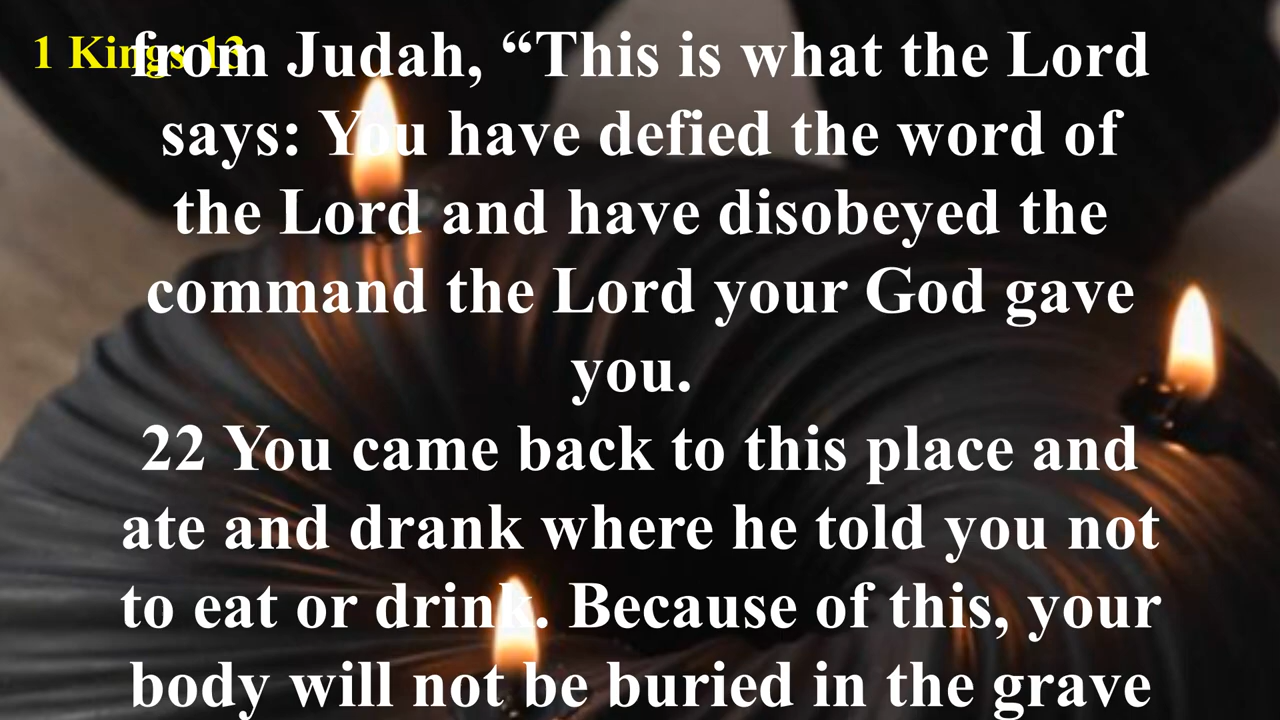 1 Kings 13
from Judah, “This is what the Lord
says: You have defied the word of
the Lord and have disobeyed the
command the Lord your God gave
you.
22 You came back to this place and
ate and drank where he told you not
to eat or drink. Because of this, your
body will not be buried in the grave